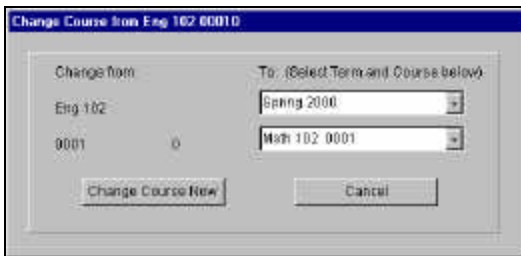 Change Course from Eng 102 00010
Change from
To: (Select Term and Course below)
Eng 102
Spring 2000
0001 0
Math 102 0001
Change Course Now
Cancel